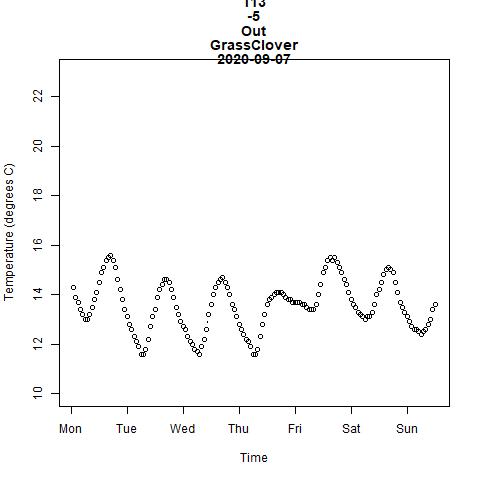 113
-5
Out
GrassClover
2020-09-07
Temperature (degrees C)
22
20
18
16
14
12
10
Mon Tue Wed Thu Fri Sat Sun
Time